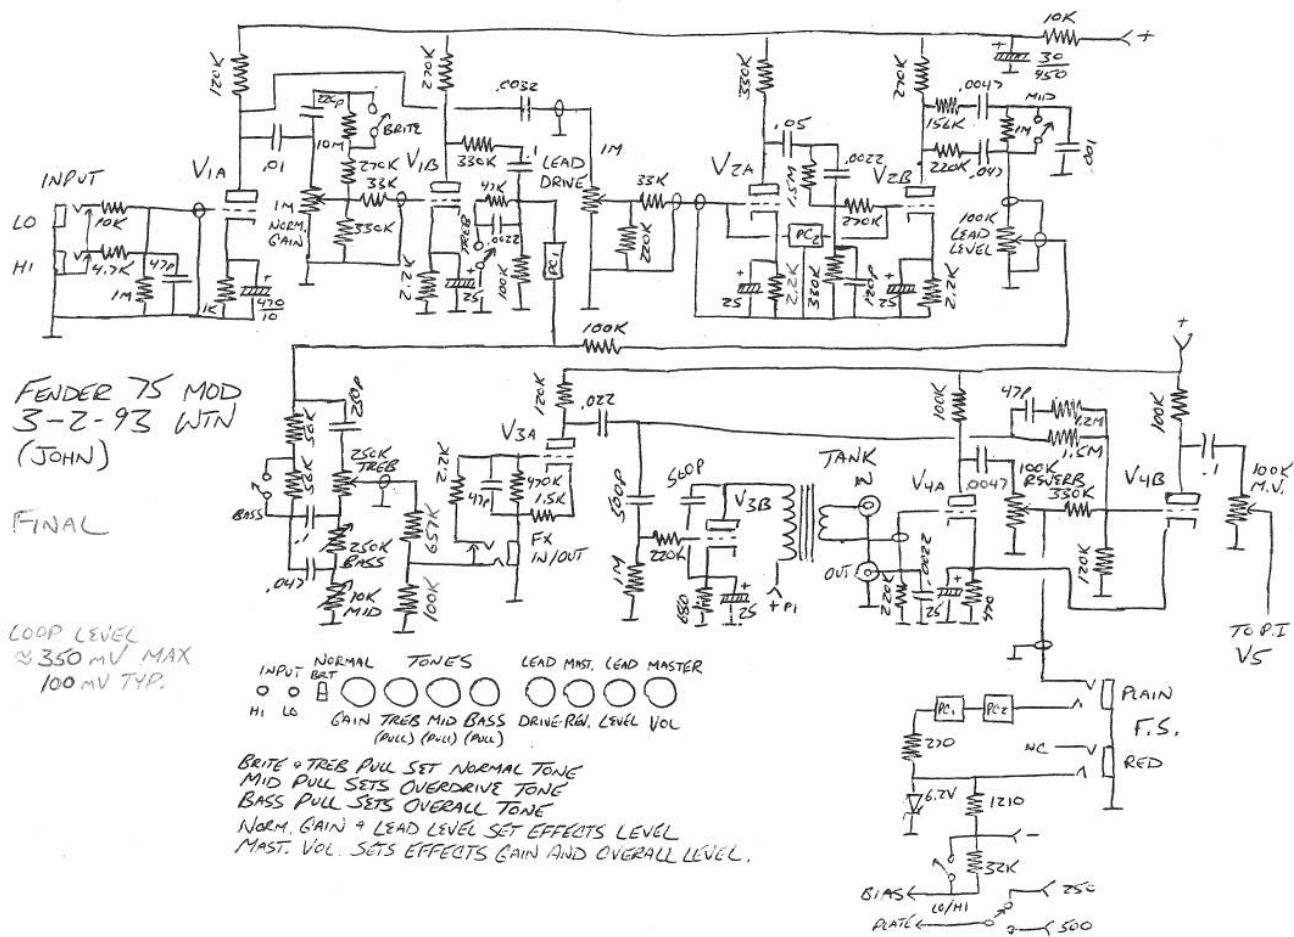 10K
+
120K
270K
330K
270K
+
30
450
220P
BRITE
10M
.01
.0032
.0047
MID
156K
1M
.001
220K
.047
INPUT
V1A
270K
V1B
330K
.1
LEAD
DRIVE
1M
V2A
.05
1.5M
.0022
V2B
LO
10K
1M
NORM.
GAIN
33K
330K
47K
.0022
TREB
33K
220K
PC2
270K
100K
LEAD
LEVEL
HI
4.7K
47P
1M
1K
+
470
10
2.2K
+
25
100K
PC1
+
25
2.2K
330K
120P
+
25
2.2K
100K
+
FENDER 75 MOD
3-2-93 WTN
(JOHN)
FINAL
56K
250P
56K
250K
TREB
BASS
250K
BASS
.047
10K
MID
657K
100K
2.2K
120K
V3A
.022
47P
470K
1.5K
FX
IN/OUT
500P
500P
220K
1M
V3B
680
+
25
+P1
TANK
IN
OUT
100K
V4A
.0047
47P
2.2M
1.5M
100K
REVERB
330K
V4B
100K
.1
100K
M.V.
220K
.0022
+
25
470
120K
TO P.I
V5
LOOP LEVEL
≈ 350 mV MAX
100 mV TYP.
INPUT
NORMAL
BRT
TONES
LEAD MAST. LEAD MASTER
HI LO
GAIN TREB MID BASS
DRIVE REV. LEVEL VOL
(PULL) (PULL) (PULL)
BRITE & TREB PULL SET NORMAL TONE
MID PULL SETS OVERDRIVE TONE
BASS PULL SETS OVERALL TONE
NORM. GAIN & LEAD LEVEL SET EFFECTS LEVEL
MAST. VOL. SETS EFFECTS GAIN AND OVERALL LEVEL.
PC1
PC2
PLAIN
F.S.
270
NC
RED
6.2V
1210
-
32K
BIAS
LO/HI
250
PLATE
500